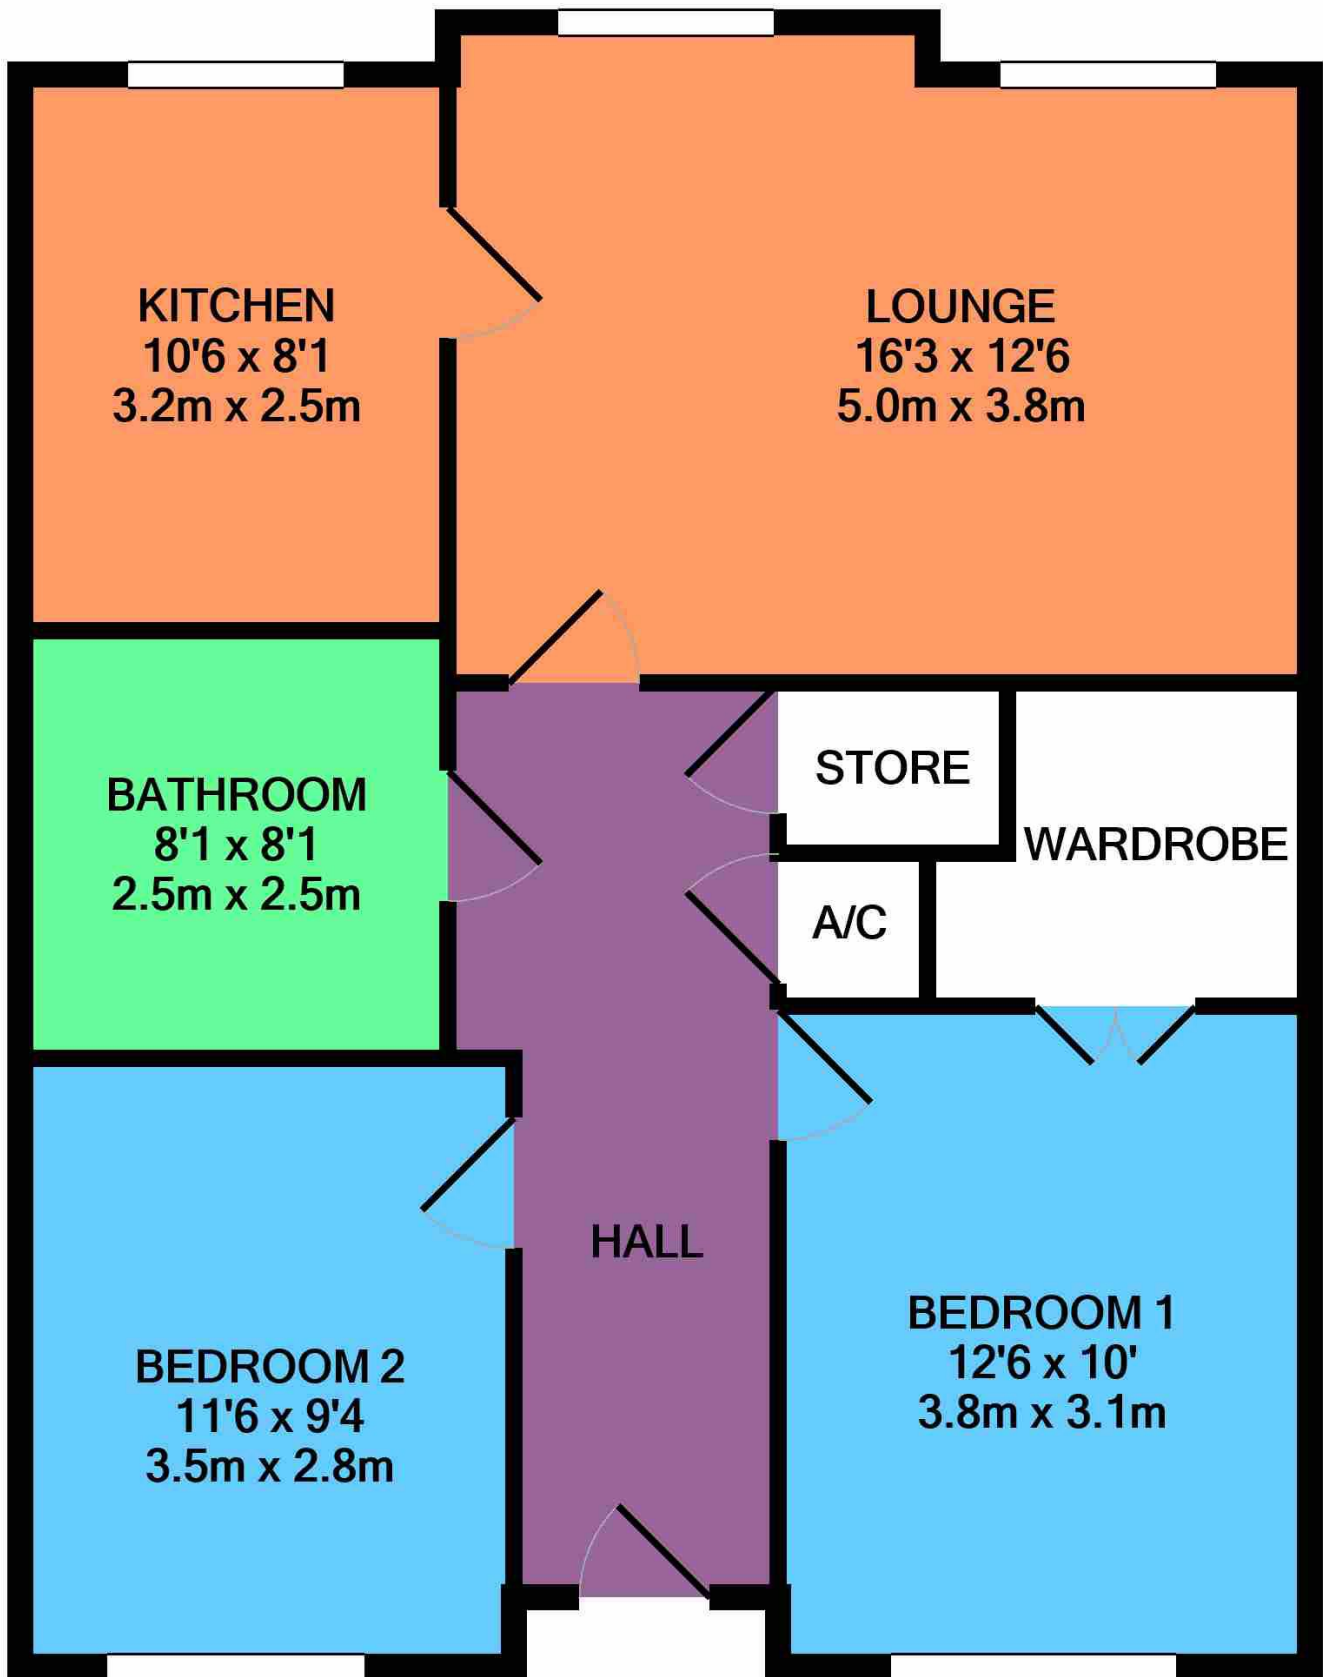 KITCHEN
10'6 x 8'1
3.2m x 2.5m
LOUNGE
16'3 x 12'6
5.0m x 3.8m
BATHROOM
8'1 x 8'1
2.5m x 2.5m
STORE
WARDROBE
A/C
HALL
BEDROOM 2
11'6 x 9'4
3.5m x 2.8m
BEDROOM 1
12'6 x 10'
3.8m x 3.1m